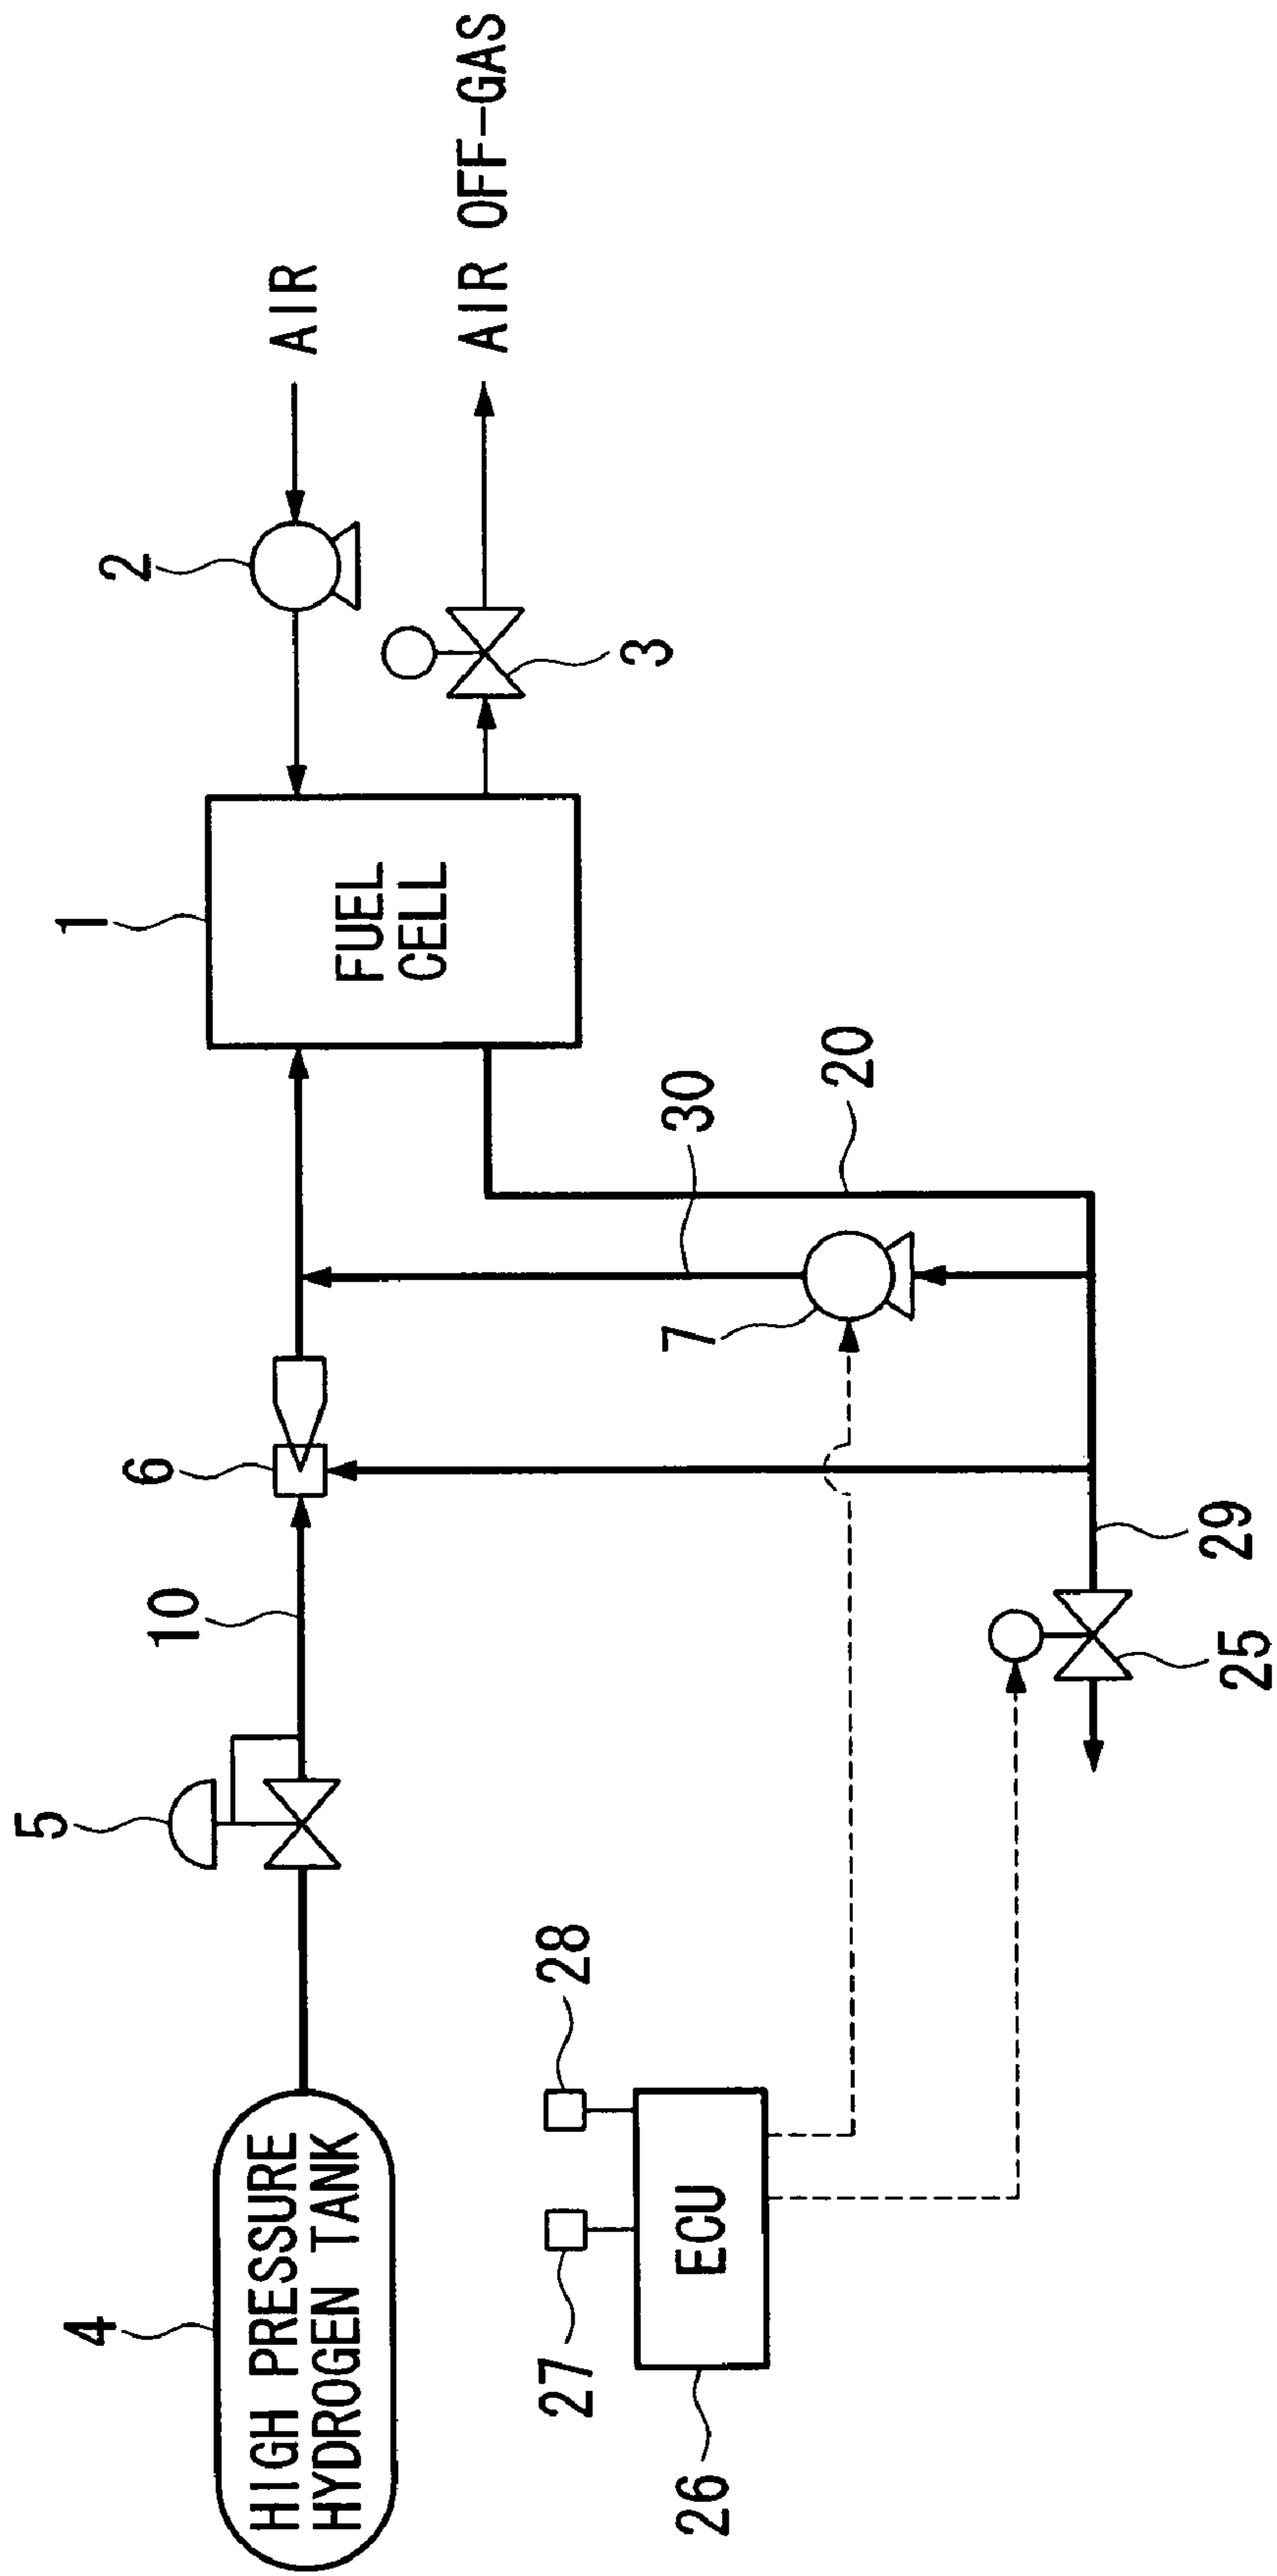 5
1
4
2
6
10
HIGH PRESSURE
HYDROGEN TANK
AIR
FUEL
CELL
AIR OFF-GAS
27
28
3
7
30
26
ECU
20
29
25